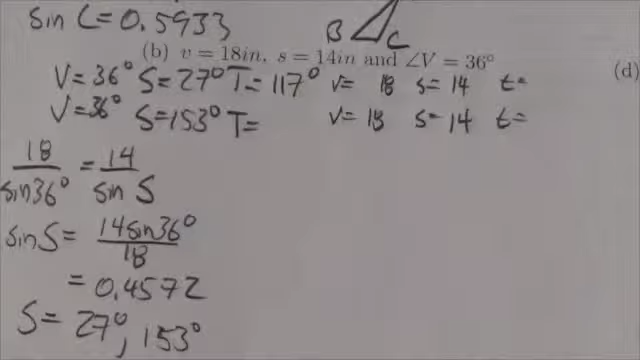 sin C = 0.5933
B C
(b) v = 18in, s = 14in and ∠V = 36°
(d)
V = 36° S = 27° T = 117° v = 18 s = 14 t =
V = 36° S = 153° T = v = 18 s = 14 t =
18/sin36° = 14/sin S
sin S = 14sin36°/18
= 0.4572
S = 27°, 153°